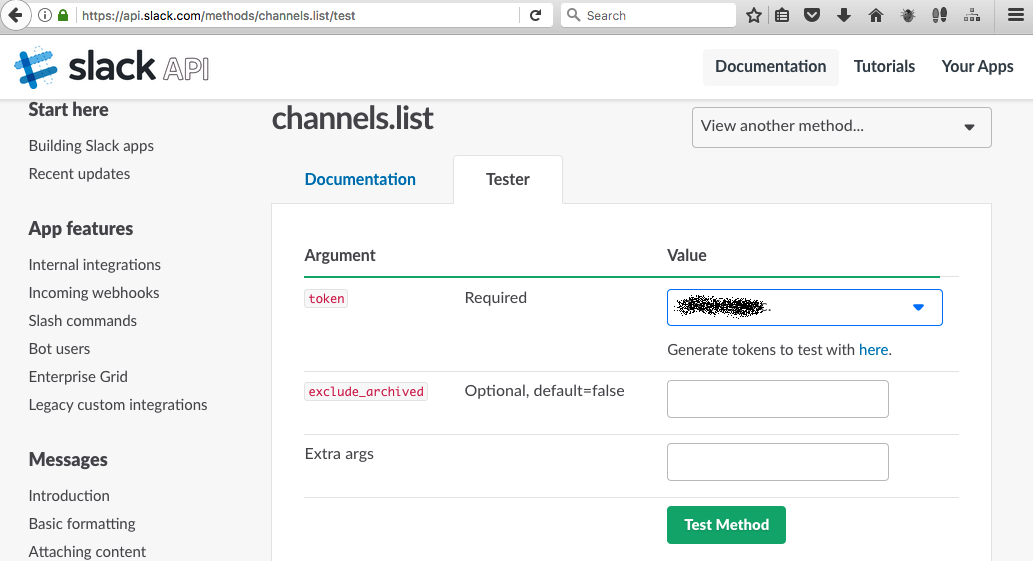 https://api.slack.com/methods/channels.list/test
Search
slack API
Documentation
Tutorials
Your Apps
Start here
Building Slack apps
Recent updates
App features
Internal integrations
Incoming webhooks
Slash commands
Bot users
Enterprise Grid
Legacy custom integrations
Messages
Introduction
Basic formatting
Attaching content
channels.list
View another method...
Documentation
Tester
Argument
Value
token
Required
Generate tokens to test with here.
exclude_archived
Optional, default=false
Extra args
Test Method